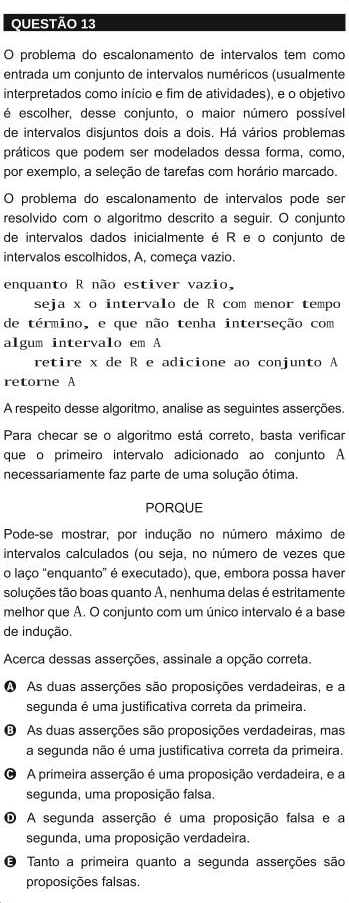 QUESTÃO 13
O problema do escalonamento de intervalos tem como
entrada um conjunto de intervalos numéricos (usualmente
interpretados como início e fim de atividades), e o objetivo
é escolher, desse conjunto, o maior número possível
de intervalos disjuntos dois a dois. Há vários problemas
práticos que podem ser modelados dessa forma, como,
por exemplo, a seleção de tarefas com horário marcado.
O problema do escalonamento de intervalos pode ser
resolvido com o algoritmo descrito a seguir. O conjunto
de intervalos dados inicialmente é R e o conjunto de
intervalos escolhidos, A, começa vazio.
enquanto R não estiver vazio,
seja x o intervalo de R com menor tempo
de término, e que não tenha interseção com
algum intervalo em A
retire x de R e adicione ao conjunto A
retorne A
A respeito desse algoritmo, analise as seguintes asserções.
Para checar se o algoritmo está correto, basta verificar
que o primeiro intervalo adicionado ao conjunto A
necessariamente faz parte de uma solução ótima.
PORQUE
Pode-se mostrar, por indução no número máximo de
intervalos calculados (ou seja, no número de vezes que
o laço “enquanto” é executado), que, embora possa haver
soluções tão boas quanto A, nenhuma delas é estritamente
melhor que A. O conjunto com um único intervalo é a base
de indução.
Acerca dessas asserções, assinale a opção correta.
A As duas asserções são proposições verdadeiras, e a
segunda é uma justificativa correta da primeira.
B As duas asserções são proposições verdadeiras, mas
a segunda não é uma justificativa correta da primeira.
C A primeira asserção é uma proposição verdadeira, e a
segunda, uma proposição falsa.
D A segunda asserção é uma proposição falsa e a
segunda, uma proposição verdadeira.
E Tanto a primeira quanto a segunda asserções são
proposições falsas.